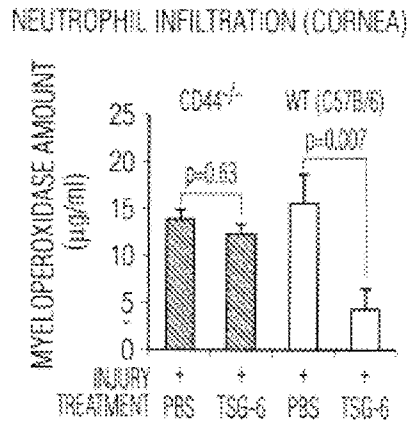 NEUTROPHIL INFILTRATION (CORNEA)
CD44-/- WT (C57B/6)
p=0.63 p=0.007
MYELOPEROXIDASE AMOUNT
(µg/ml)
25
20
15
10
5
0
INJURY + + + +
TREATMENT PBS TSG-6 PBS TSG-6